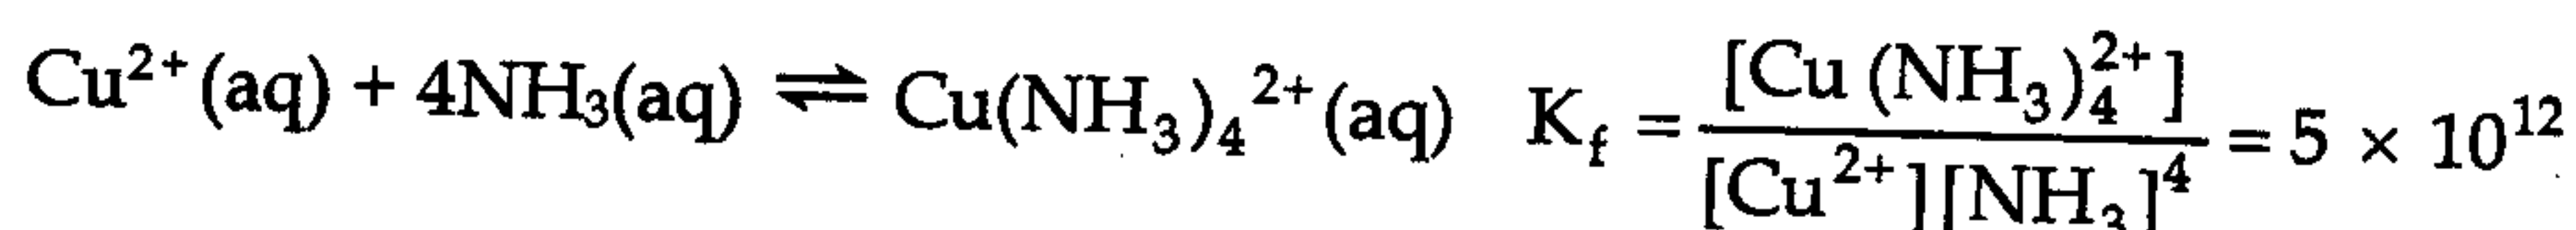 Cu²⁺(aq) + 4NH₃(aq) ⇌ Cu(NH₃)₄²⁺(aq) K_f = [Cu(NH₃)₄²⁺] / [Cu²⁺][NH₃]⁴ = 5 × 10¹²